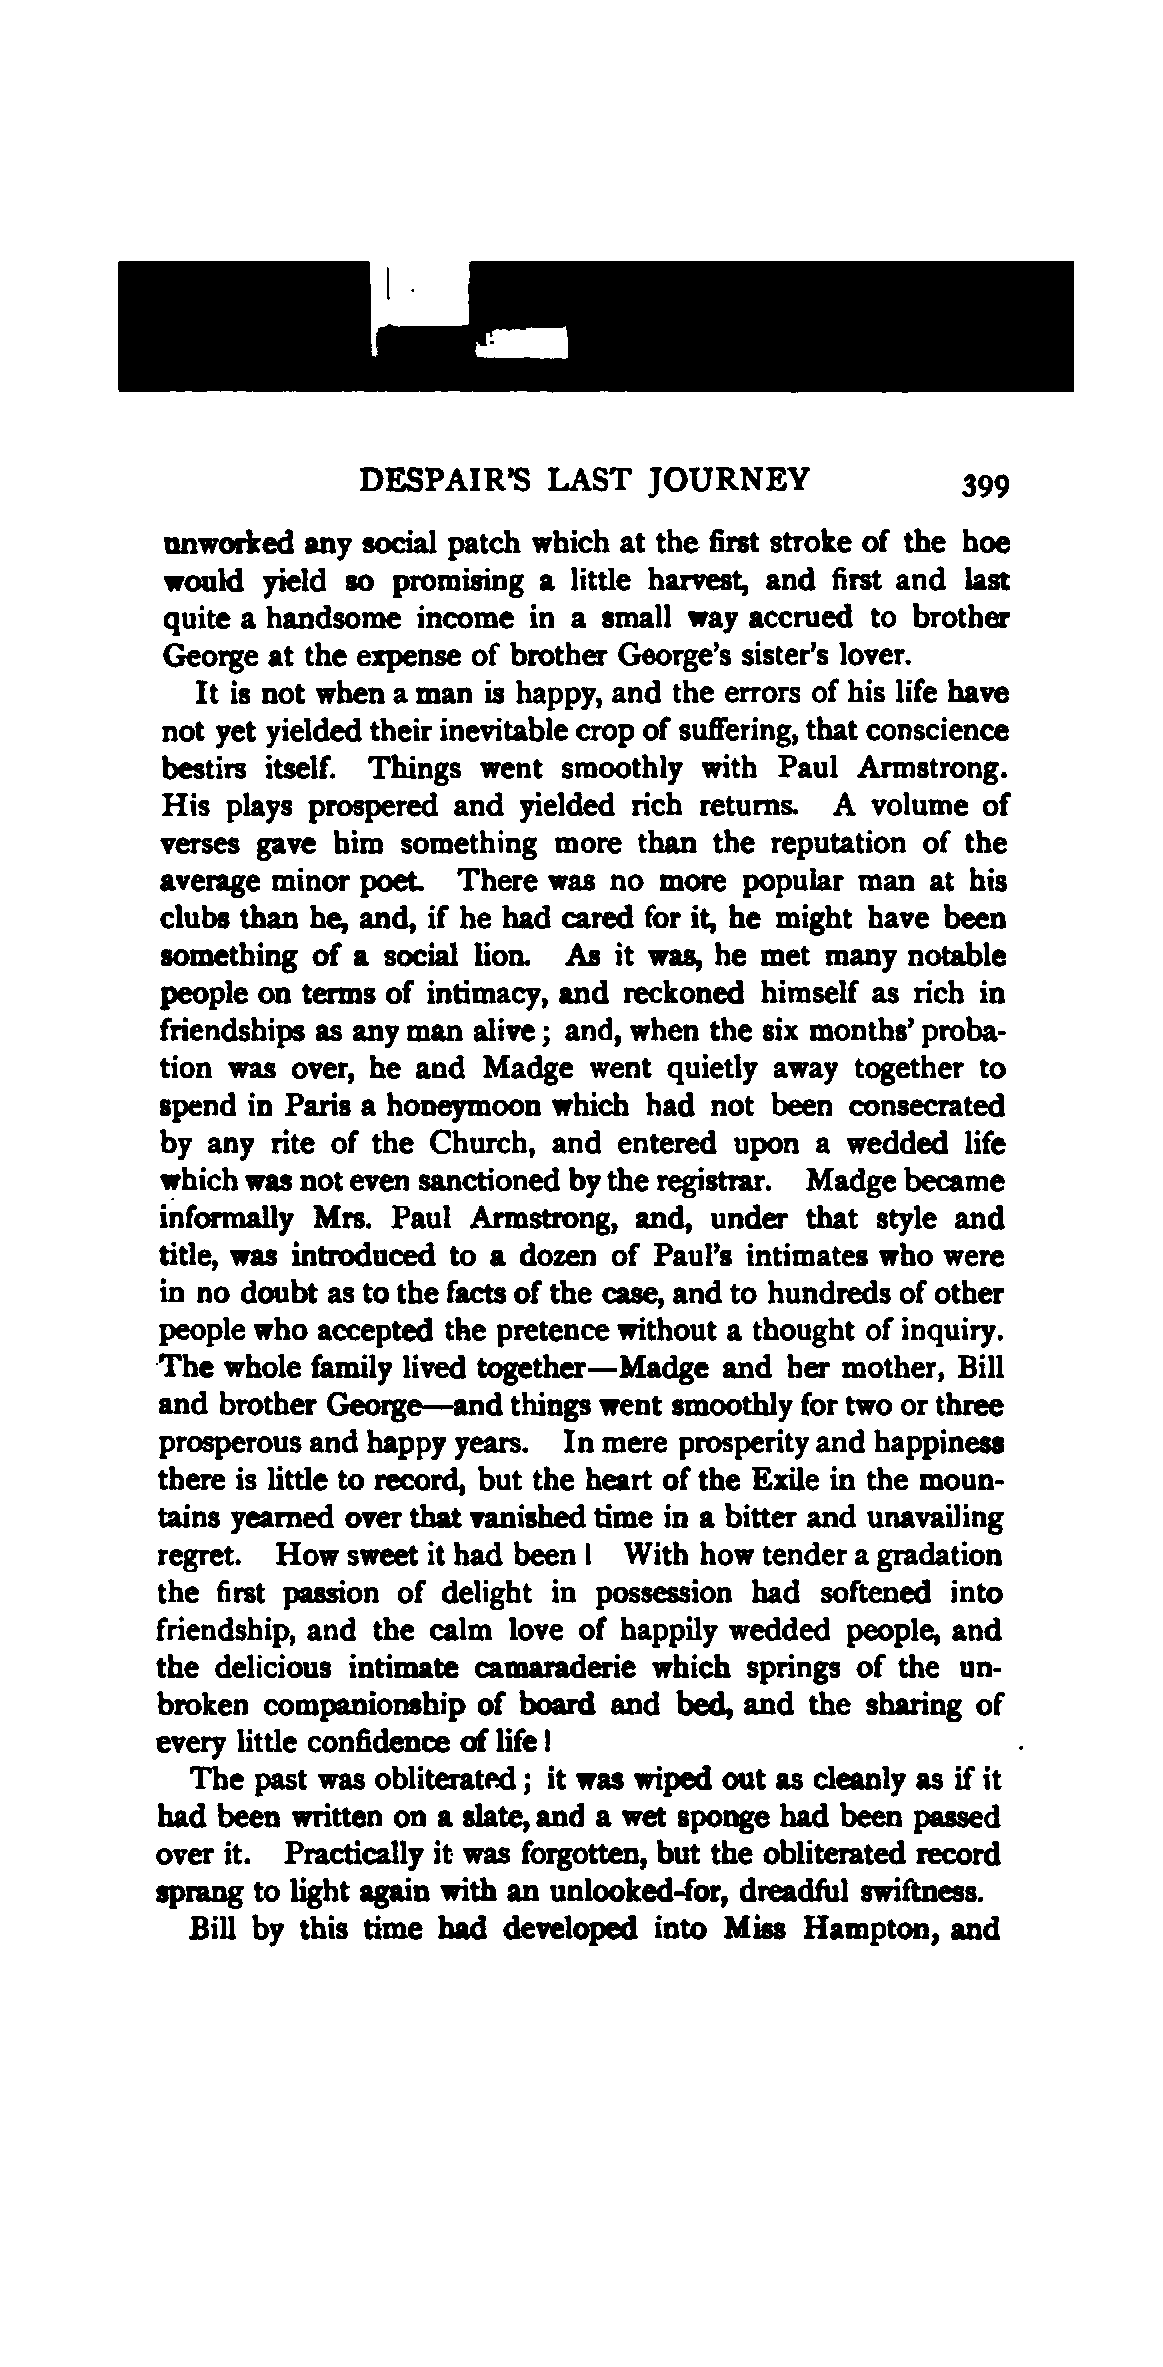 DESPAIR'S LAST JOURNEY 399
unworked any social patch which at the first stroke of the hoe
would yield so promising a little harvest, and first and last
quite a handsome income in a small way accrued to brother
George at the expense of brother George's sister's lover.
It is not when a man is happy, and the errors of his life have
not yet yielded their inevitable crop of suffering, that conscience
bestirs itself. Things went smoothly with Paul Armstrong.
His plays prospered and yielded rich returns. A volume of
verses gave him something more than the reputation of the
average minor poet. There was no more popular man at his
clubs than he, and, if he had cared for it, he might have been
something of a social lion. As it was, he met many notable
people on terms of intimacy, and reckoned himself as rich in
friendships as any man alive; and, when the six months' proba-
tion was over, he and Madge went quietly away together to
spend in Paris a honeymoon which had not been consecrated
by any rite of the Church, and entered upon a wedded life
which was not even sanctioned by the registrar. Madge became
informally Mrs. Paul Armstrong, and, under that style and
title, was introduced to a dozen of Paul's intimates who were
in no doubt as to the facts of the case, and to hundreds of other
people who accepted the pretence without a thought of inquiry.
The whole family lived together—Madge and her mother, Bill
and brother George—and things went smoothly for two or three
prosperous and happy years. In mere prosperity and happiness
there is little to record, but the heart of the Exile in the moun-
tains yearned over that vanished time in a bitter and unavailing
regret. How sweet it had been! With how tender a gradation
the first passion of delight in possession had softened into
friendship, and the calm love of happily wedded people, and
the delicious intimate camaraderie which springs of the un-
broken companionship of board and bed, and the sharing of
every little confidence of life!
The past was obliterated; it was wiped out as cleanly as if it
had been written on a slate, and a wet sponge had been passed
over it. Practically it was forgotten, but the obliterated record
sprang to light again with an unlooked-for, dreadful swiftness.
Bill by this time had developed into Miss Hampton, and